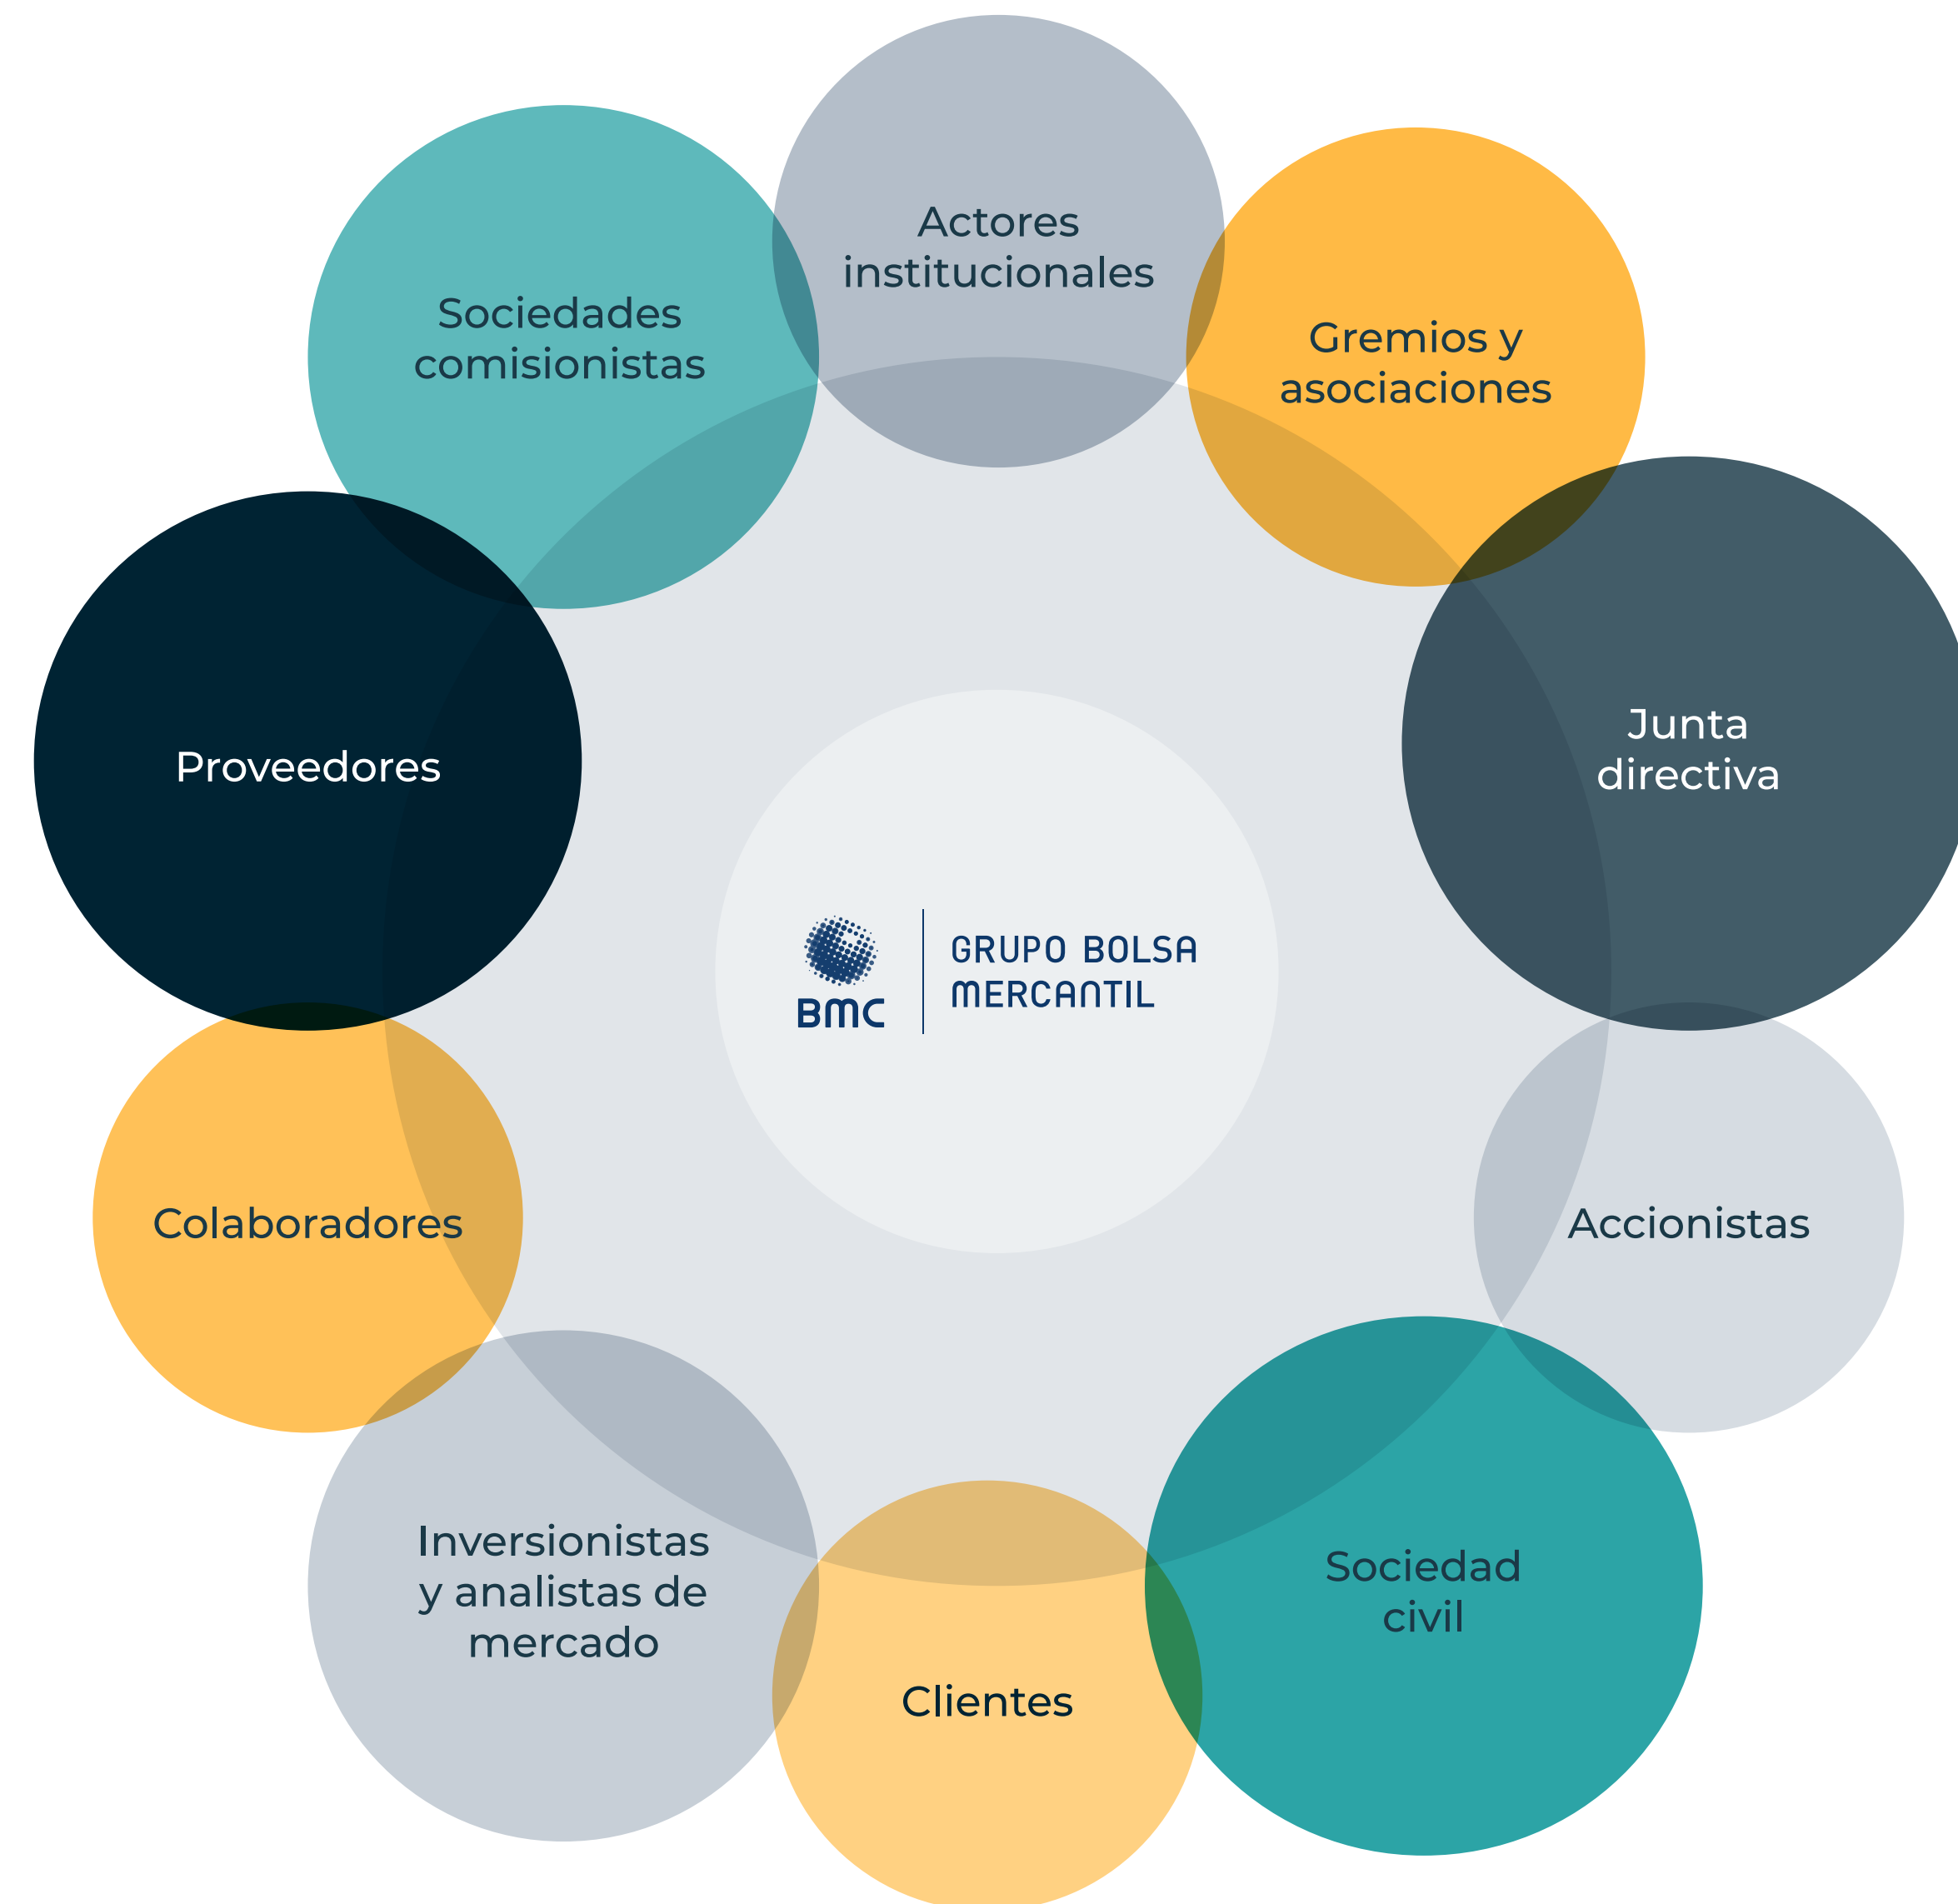 Actores
institucionales
Gremios y
asociaciones
Junta
directiva
Accionistas
Sociedad
civil
Clientes
Inversionistas
y analistas de
mercado
Colaboradores
Proveedores
Sociedades
comisionistas
bmc
GRUPO BOLSA
MERCANTIL